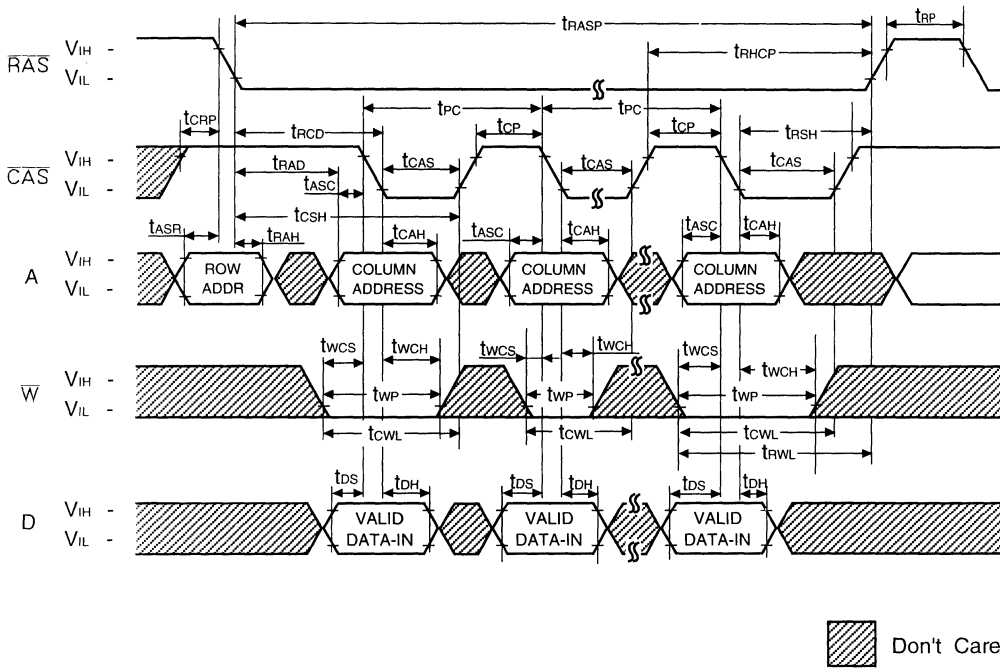 tRASP
tRP
RAS
VIH -
VIL -
tRHCP
tPC
tPC
tCRP
tRCD
tCP
tCP
tRSH
CAS
VIH -
VIL -
tRAD
tCAS
tCAS
tCAS
tASC
tCSH
tASR
tRAH
tCAH
tASC
tCAH
tASC
tCAH
A
VIH -
VIL -
ROW
ADDR
COLUMN
ADDRESS
COLUMN
ADDRESS
COLUMN
ADDRESS
tWCS
tWCH
tWCS
tWCH
tWCS
tWCH
W
VIH -
VIL -
tWP
tWP
tWP
tCWL
tCWL
tCWL
tRWL
tDS
tDH
tDS
tDH
tDS
tDH
D
VIH -
VIL -
VALID
DATA-IN
VALID
DATA-IN
VALID
DATA-IN
Don't Care